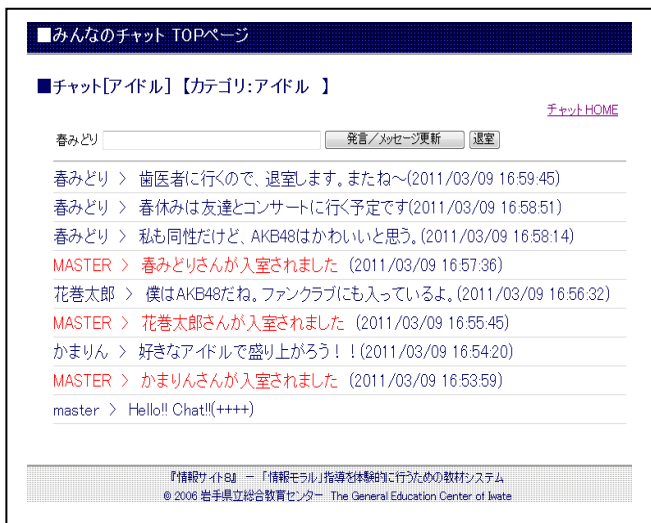 ■みんなのチャット TOPページ
■チャット[アイドル]【カテゴリ:アイドル 】
チャットHOME
春みどり 発言/メッセージ更新 退室
春みどり > 歯医者に行くので、退室します。またね～(2011/03/09 16:59:45)
春みどり > 春休みは友達とコンサートに行く予定です(2011/03/09 16:58:51)
春みどり > 私も同性だけど、AKB48はかわいいと思う。(2011/03/09 16:58:14)
MASTER > 春みどりさんが入室されました (2011/03/09 16:57:36)
花巻太郎 > 僕はAKB48だね。ファンクラブにも入っているよ。(2011/03/09 16:56:32)
MASTER > 花巻太郎さんが入室されました (2011/03/09 16:55:45)
かまりん > 好きなアイドルで盛り上がろう！！(2011/03/09 16:54:20)
MASTER > かまりんさんが入室されました (2011/03/09 16:53:59)
master > Hello!! Chat!!(++++)
『情報サイト8』 － 「情報モラル」指導を体験的に行うための教材システム
© 2006 岩手県立総合教育センター The General Education Center of Iwate